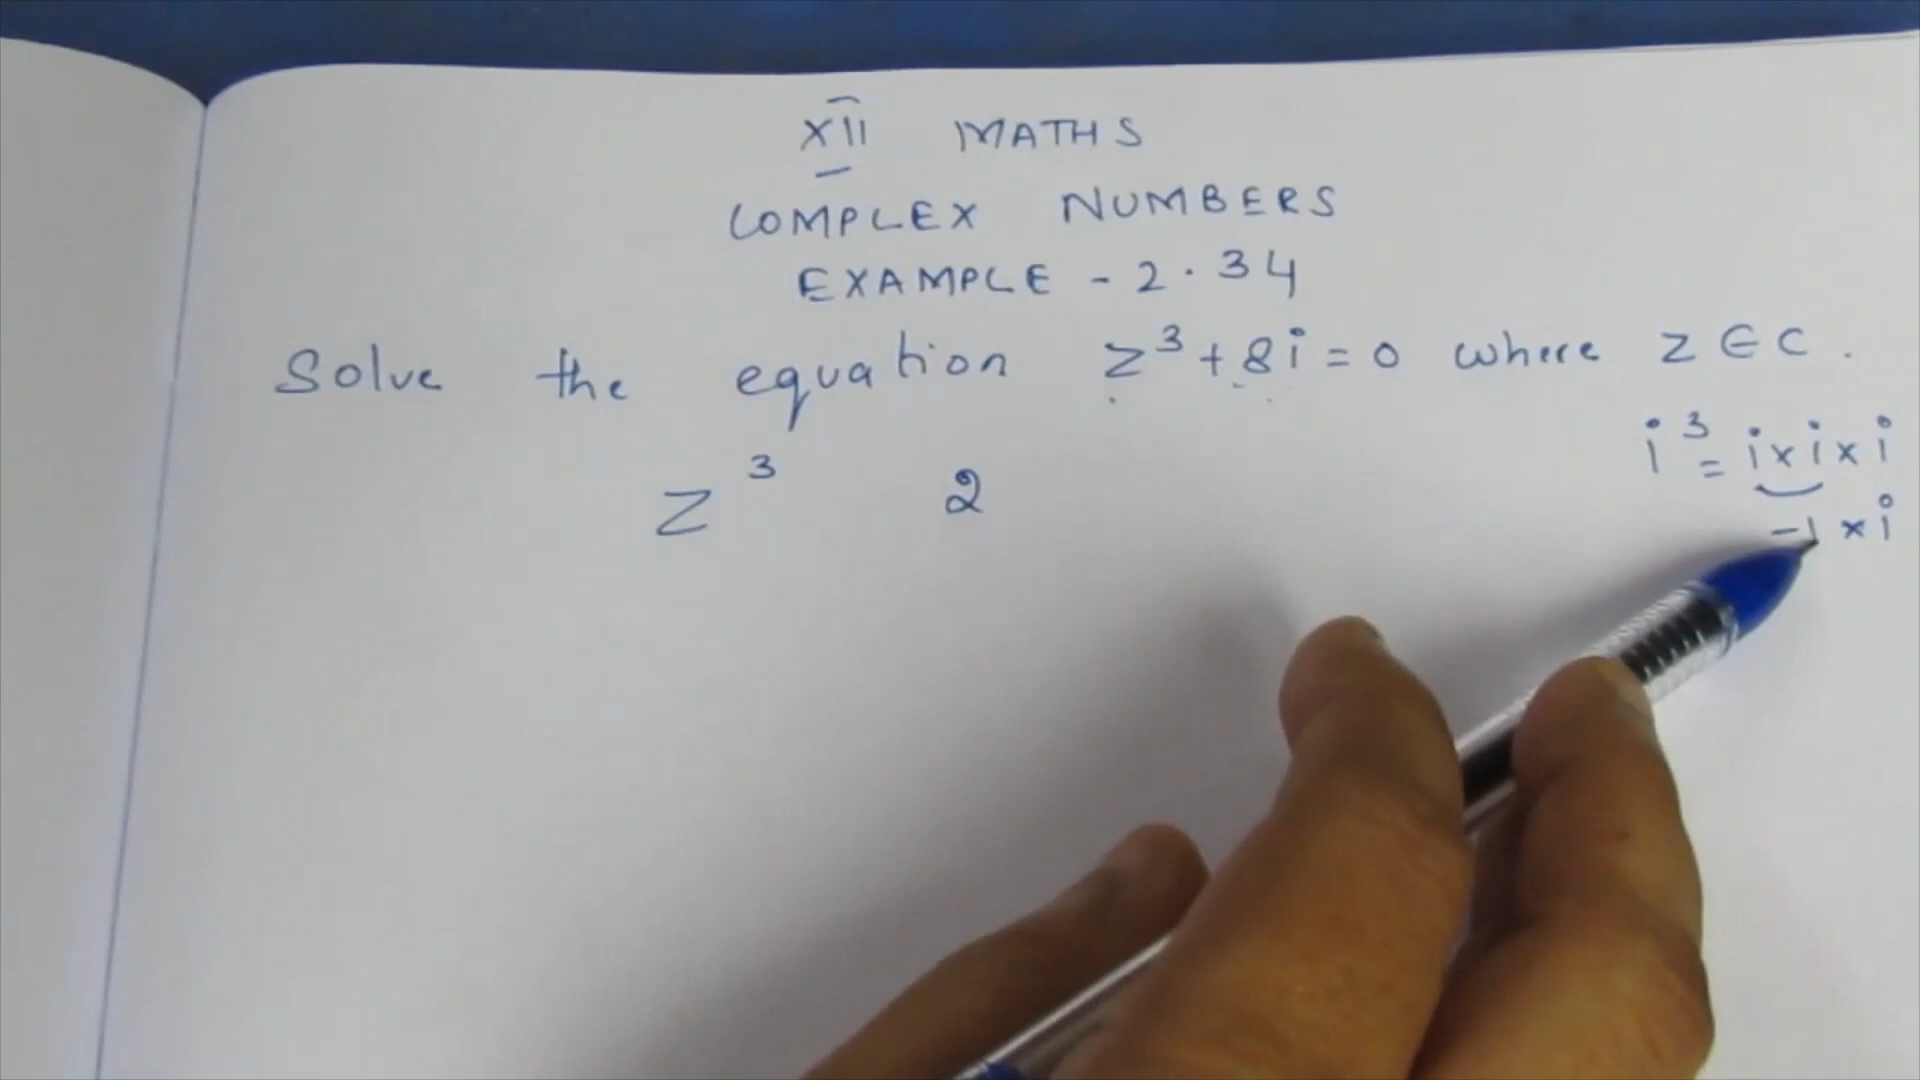 XII MATHS
COMPLEX NUMBERS
EXAMPLE - 2.34
Solve the equation z³ + 8i = 0 where z ∈ C.
i³ = i x i x i
z³ 2
-1 x i